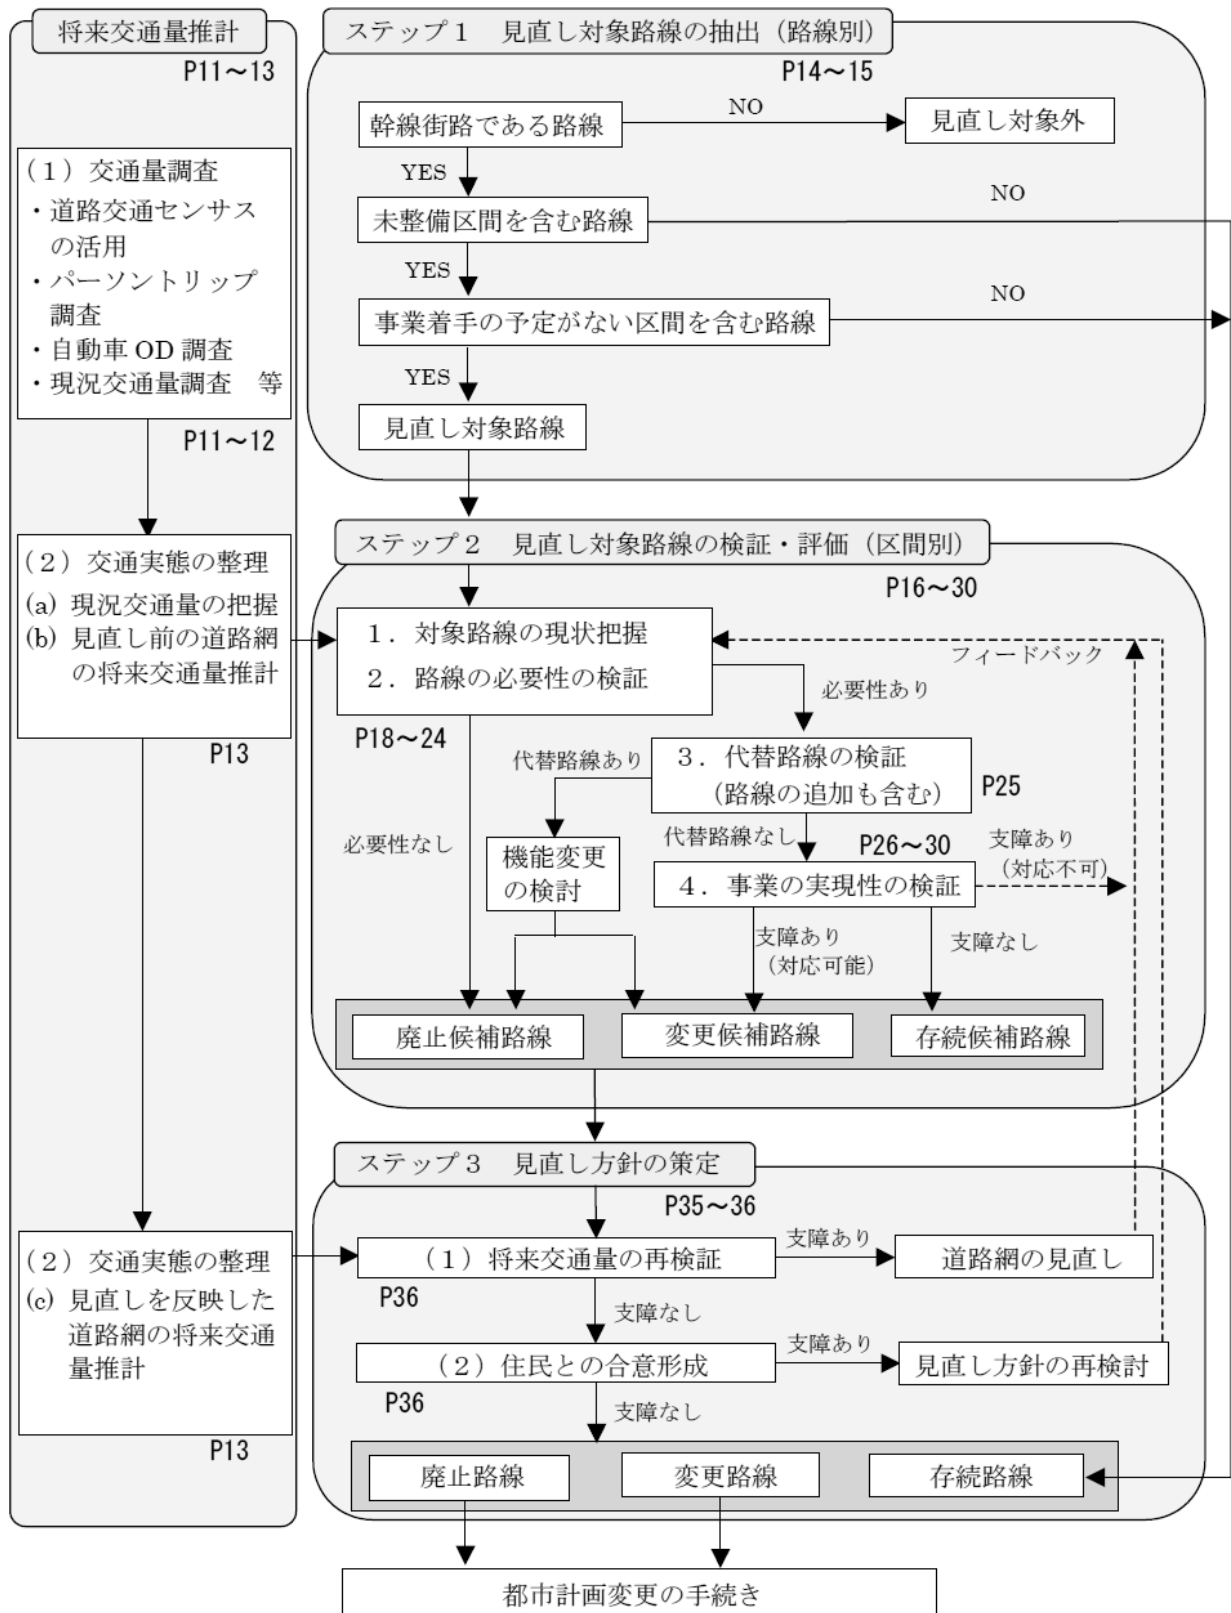 将来交通量推計
P11～13
(1) 交通量調査
・道路交通センサス
の活用
・パーソントリップ
調査
・自動車 OD 調査
・現況交通量調査　等
P11～12
(2) 交通実態の整理
(a) 現況交通量の把握
(b) 見直し前の道路網
の将来交通量推計
P13
(2) 交通実態の整理
(c) 見直しを反映した
道路網の将来交通
量推計
P13
ステップ1　見直し対象路線の抽出（路線別）
P14～15
幹線街路である路線
NO
見直し対象外
YES
未整備区間を含む路線
NO
YES
事業着手の予定がない区間を含む路線
NO
YES
見直し対象路線
ステップ2　見直し対象路線の検証・評価（区間別）
P16～30
1．対象路線の現状把握
2．路線の必要性の検証
フィードバック
必要性あり
P18～24
3．代替路線の検証
（路線の追加も含む）
P25
代替路線あり
必要性なし
機能変更
の検討
代替路線なし
P26～30
支障あり
（対応不可）
4．事業の実現性の検証
支障あり
（対応可能）
支障なし
廃止候補路線
変更候補路線
存続候補路線
ステップ3　見直し方針の策定
P35～36
(1) 将来交通量の再検証
支障あり
道路網の見直し
P36
支障なし
(2) 住民との合意形成
支障あり
見直し方針の再検討
P36
支障なし
廃止路線
変更路線
存続路線
都市計画変更の手続き